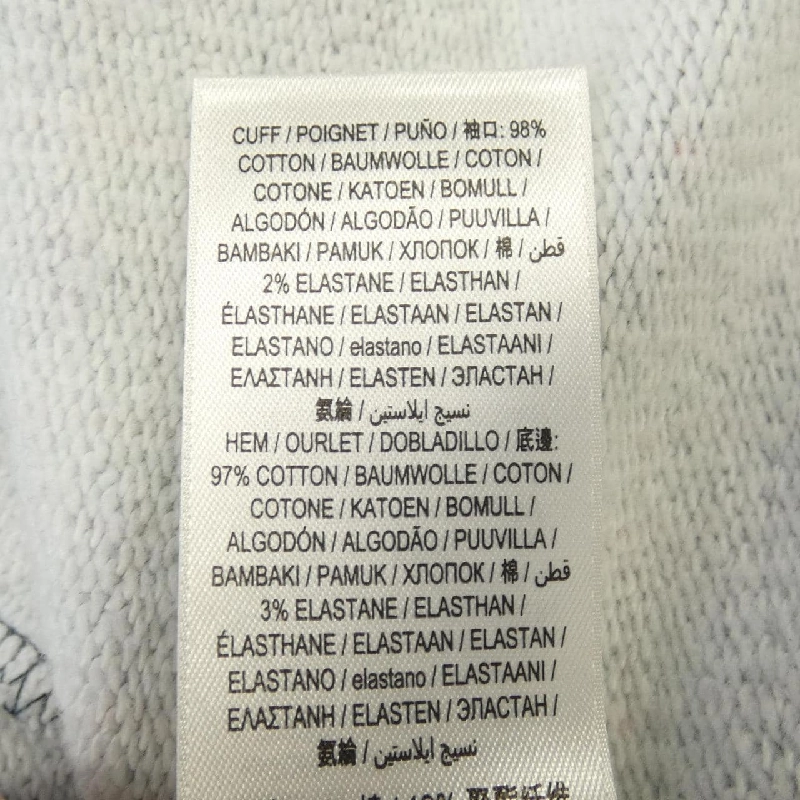 CUFF / POIGNET / PUÑO / 袖口: 98%
COTTON / BAUMWOLLE / COTON /
COTONE / KATOEN / BOMULL /
ALGODÓN / ALGODÃO / PUUVILLA /
BAMBAKI / PAMUK / ХЛОПОК / 棉 / قطن
2% ELASTANE / ELASTHAN /
ÉLASTHANE / ELASTAAN / ELASTAN /
ELASTANO / elastano / ELASTAANI /
ΕΛΑΣΤΑΝΗ / ELASTEN / ЭЛАСТАН /
氨綸 / نسيج ايلاستين
HEM / OURLET / DOBLADILLO / 底邊:
97% COTTON / BAUMWOLLE / COTON /
COTONE / KATOEN / BOMULL /
ALGODÓN / ALGODÃO / PUUVILLA /
BAMBAKI / PAMUK / ХЛОПОК / 棉 / قطن
3% ELASTANE / ELASTHAN /
ÉLASTHANE / ELASTAAN / ELASTAN /
ELASTANO / elastano / ELASTAANI /
ΕΛΑΣΤΑΝΗ / ELASTEN / ЭЛАСТАН /
氨綸 / نسيج ايلاستين